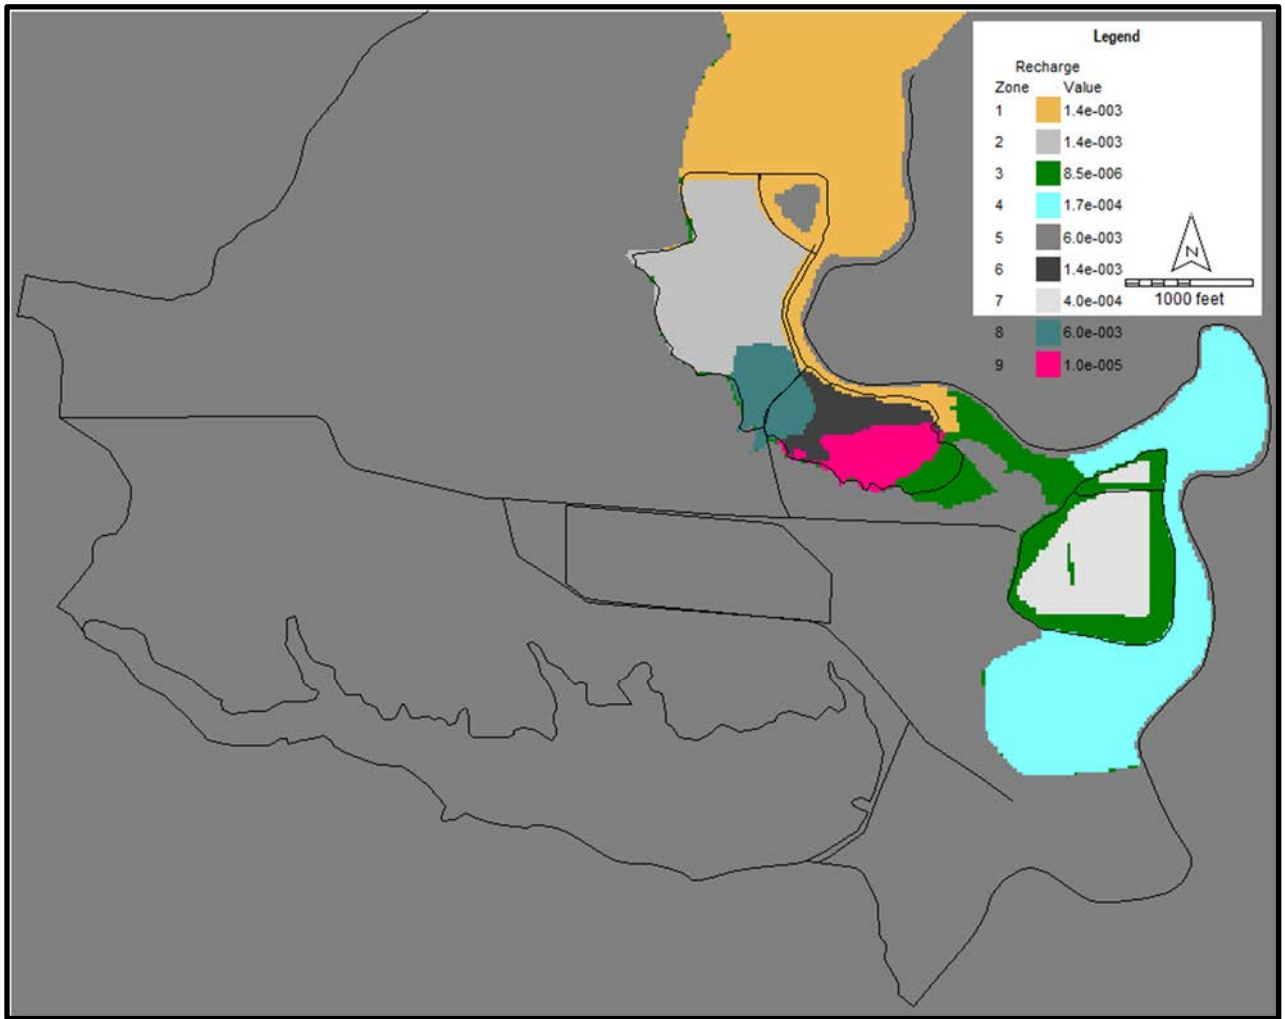 Legend
Recharge
Zone Value
1 1.4e-003
2 1.4e-003
3 8.5e-006
4 1.7e-004
5 6.0e-003
6 1.4e-003
7 4.0e-004
8 6.0e-003
9 1.0e-005
N
1000 feet